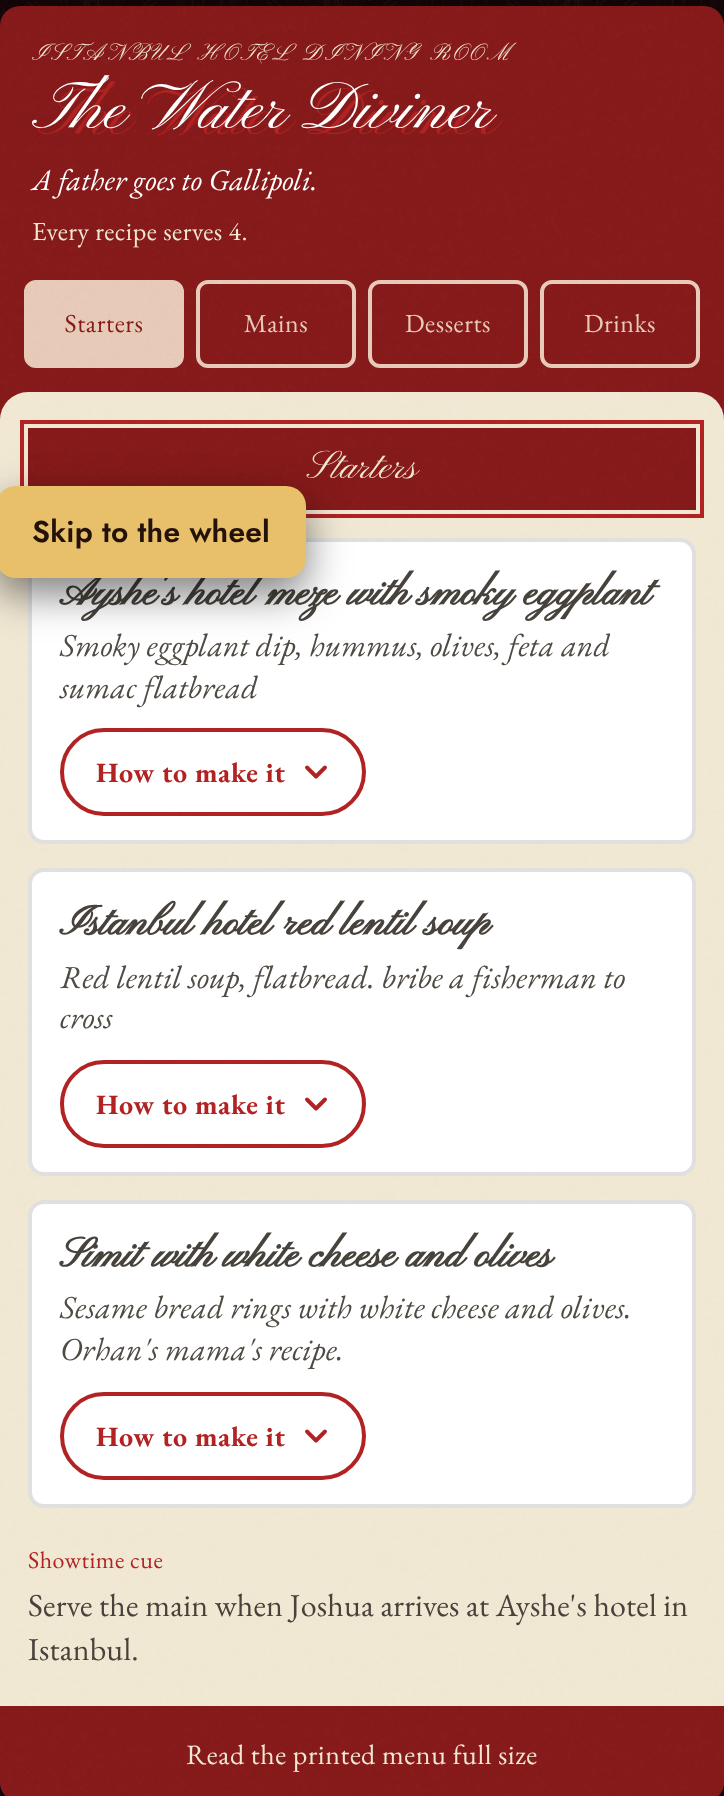 ISTANBUL HOTEL DINING ROOM
The Water Diviner
A father goes to Gallipoli.
Every recipe serves 4.
Starters
Mains
Desserts
Drinks
Starters
Skip to the wheel
Ayshe's hotel meze with smoky eggplant
Smoky eggplant dip, hummus, olives, feta and
sumac flatbread
How to make it
Istanbul hotel red lentil soup
Red lentil soup, flatbread. bribe a fisherman to
cross
How to make it
Simit with white cheese and olives
Sesame bread rings with white cheese and olives.
Orhan's mama's recipe.
How to make it
Showtime cue
Serve the main when Joshua arrives at Ayshe's hotel in
Istanbul.
Read the printed menu full size